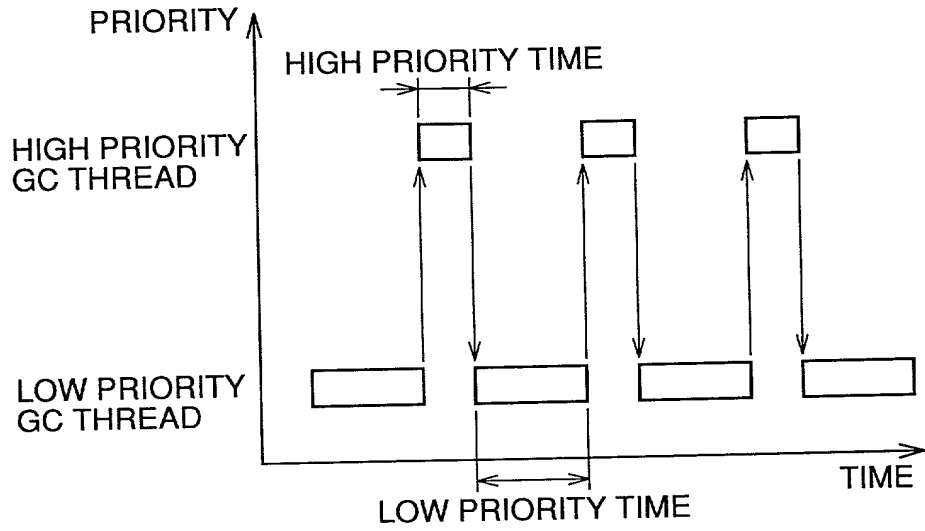 PRIORITY
HIGH PRIORITY TIME
HIGH PRIORITY
GC THREAD
LOW PRIORITY
GC THREAD
TIME
LOW PRIORITY TIME